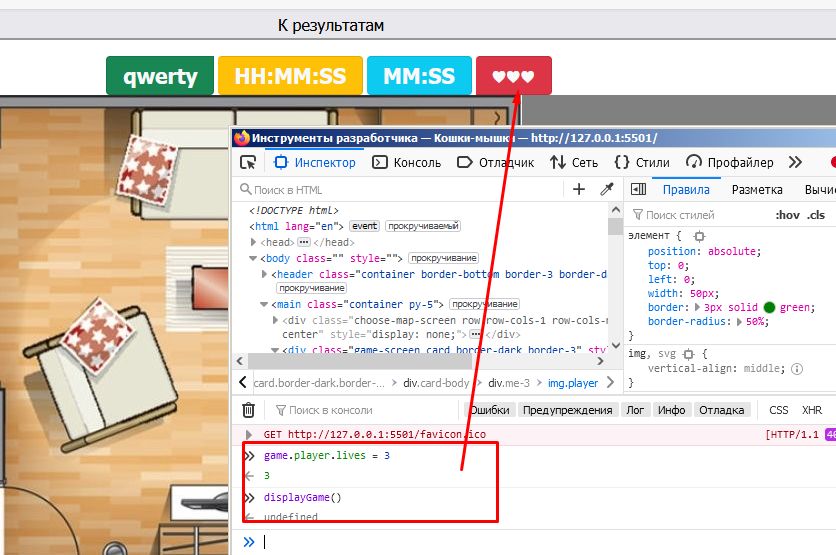 К результатам
qwerty HH:MM:SS MM:SS ♥♥♥
Инструменты разработчика — Кошки-мышки — http://127.0.0.1:5501/
Инспектор Консоль Отладчик Сеть Стили Профайлер
Поиск в HTML
Правила Разметка Вычи
Поиск стилей :hov .cls
<!DOCTYPE html>
<html lang="en"> event прокручиваемый
<head> ••• </head>
<body class="" style=""> прокручивание
<header class="container border-bottom border-3 border-d
прокручивание
<main class="container py-5"> прокручивание
<div class="choose-map-screen row row-cols-1 row-cols-m
center" style="display: none;"> ••• </div>
<div class="game-screen card border-dark border-3" sty
элемент {
position: absolute;
top: 0;
left: 0;
width: 50px;
border: 3px solid green;
border-radius: 50%;
}
img, svg {
vertical-align: middle;
}
card.border-dark.border-... div.card-body div.me-3 img.player
Поиск в консоли Ошибки Предупреждения Лог Инфо Отладка CSS XHR
GET http://127.0.0.1:5501/favicon.ico [HTTP/1.1 40
game.player.lives = 3
3
displayGame()
undefined